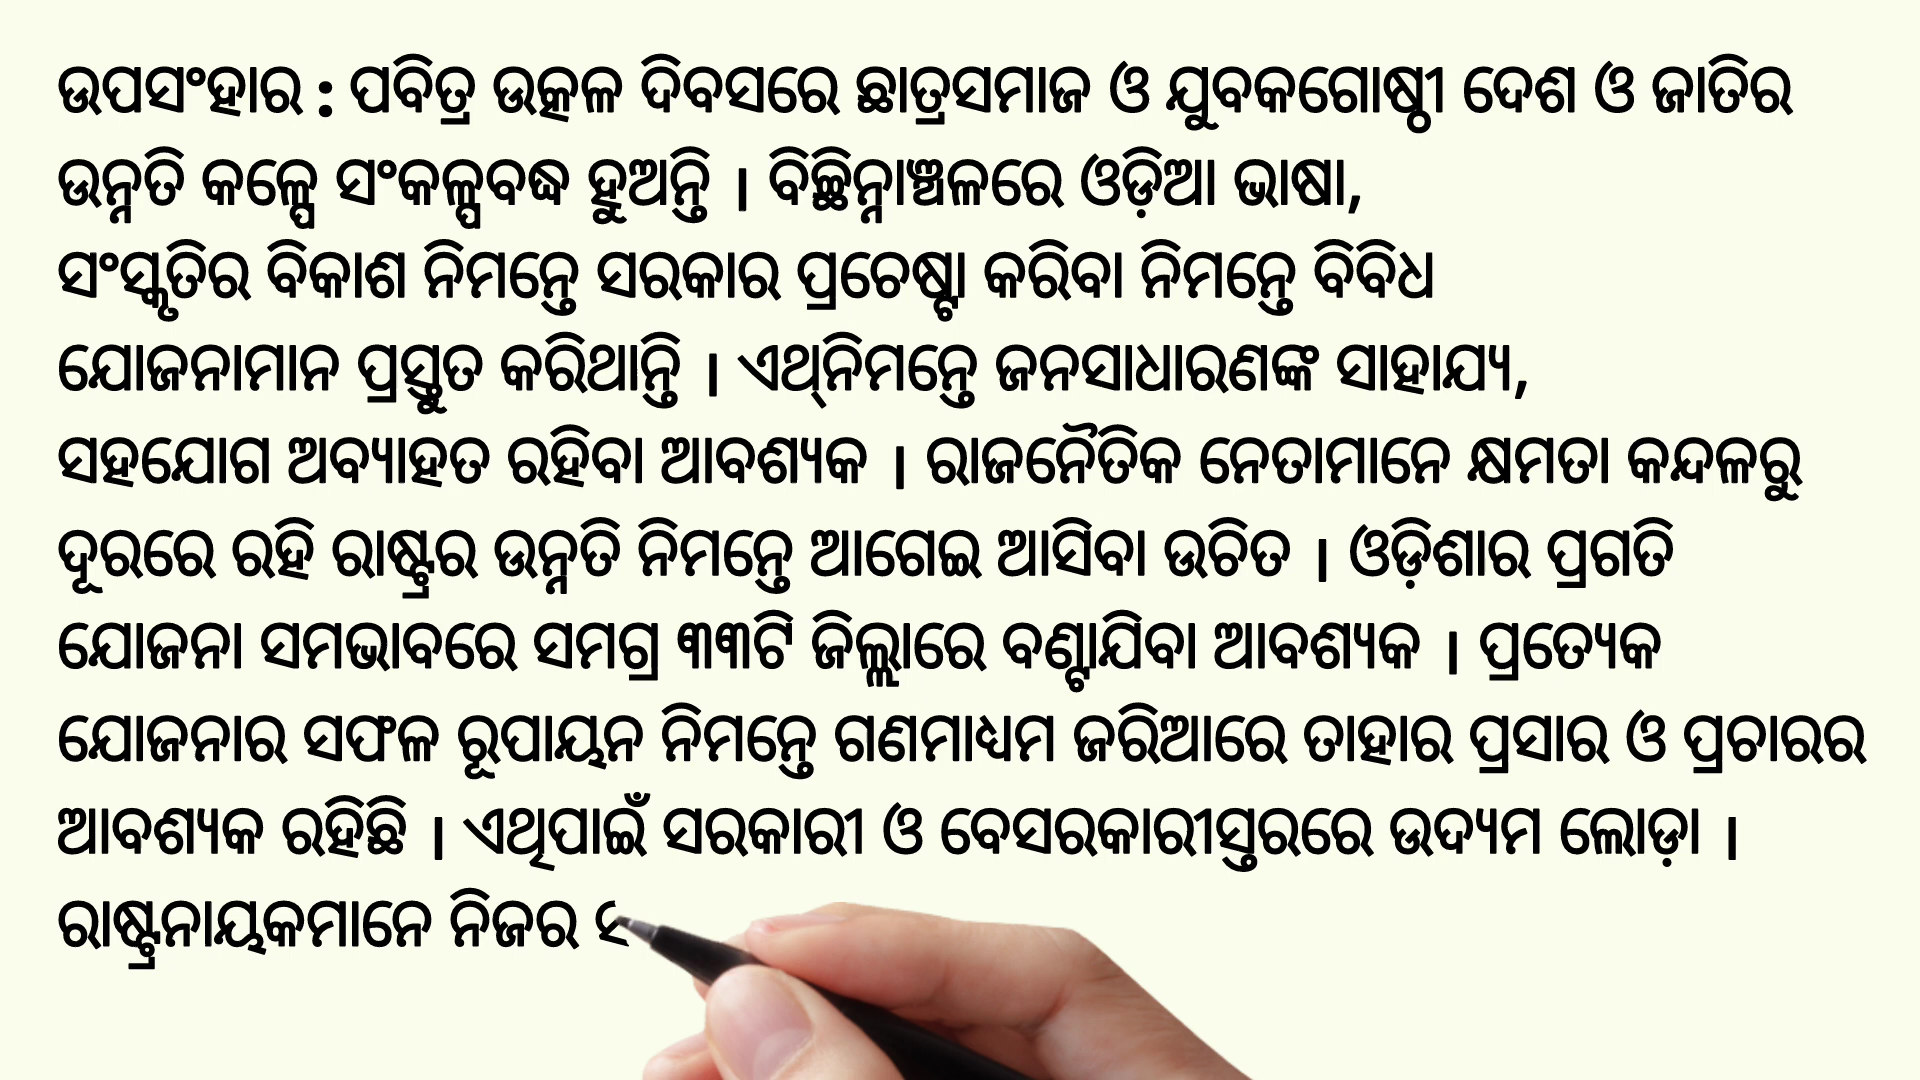 ଉପସଂହାର : ପବିତ୍ର ଉତ୍କଳ ଦିବସରେ ଛାତ୍ରସମାଜ ଓ ଯୁବକଗୋଷ୍ଠୀ ଦେଶ ଓ ଜାତିର
ଉନ୍ନତି କଳ୍ପେ ସଂକଳ୍ପବଦ୍ଧ ହୁଅନ୍ତି । ବିଚ୍ଛିନ୍ନାଞ୍ଚଳରେ ଓଡ଼ିଆ ଭାଷା,
ସଂସ୍କୃତିର ବିକାଶ ନିମନ୍ତେ ସରକାର ପ୍ରଚେଷ୍ଟା କରିବା ନିମନ୍ତେ ବିବିଧ
ଯୋଜନାମାନ ପ୍ରସ୍ତୁତ କରିଥାନ୍ତି । ଏଥ୍‌ନିମନ୍ତେ ଜନସାଧାରଣଙ୍କ ସାହାଯ୍ୟ,
ସହଯୋଗ ଅବ୍ୟାହତ ରହିବା ଆବଶ୍ୟକ । ରାଜନୈତିକ ନେତାମାନେ କ୍ଷମତା କନ୍ଦଳରୁ
ଦୂରରେ ରହି ରାଷ୍ଟ୍ରର ଉନ୍ନତି ନିମନ୍ତେ ଆଗେଇ ଆସିବା ଉଚିତ । ଓଡ଼ିଶାର ପ୍ରଗତି
ଯୋଜନା ସମଭାବରେ ସମଗ୍ର ୩୩ଟି ଜିଲ୍ଲାରେ ବଣ୍ଟାଯିବା ଆବଶ୍ୟକ । ପ୍ରତ୍ୟେକ
ଯୋଜନାର ସଫଳ ରୂପାୟନ ନିମନ୍ତେ ଗଣମାଧ୍ୟମ ଜରିଆରେ ତାହାର ପ୍ରସାର ଓ ପ୍ରଚାରର
ଆବଶ୍ୟକ ରହିଛି । ଏଥିପାଇଁ ସରକାରୀ ଓ ବେସରକାରୀସ୍ତରରେ ଉଦ୍ୟମ ଲୋଡ଼ା ।
ରାଷ୍ଟ୍ରନାୟକମାନେ ନିଜର